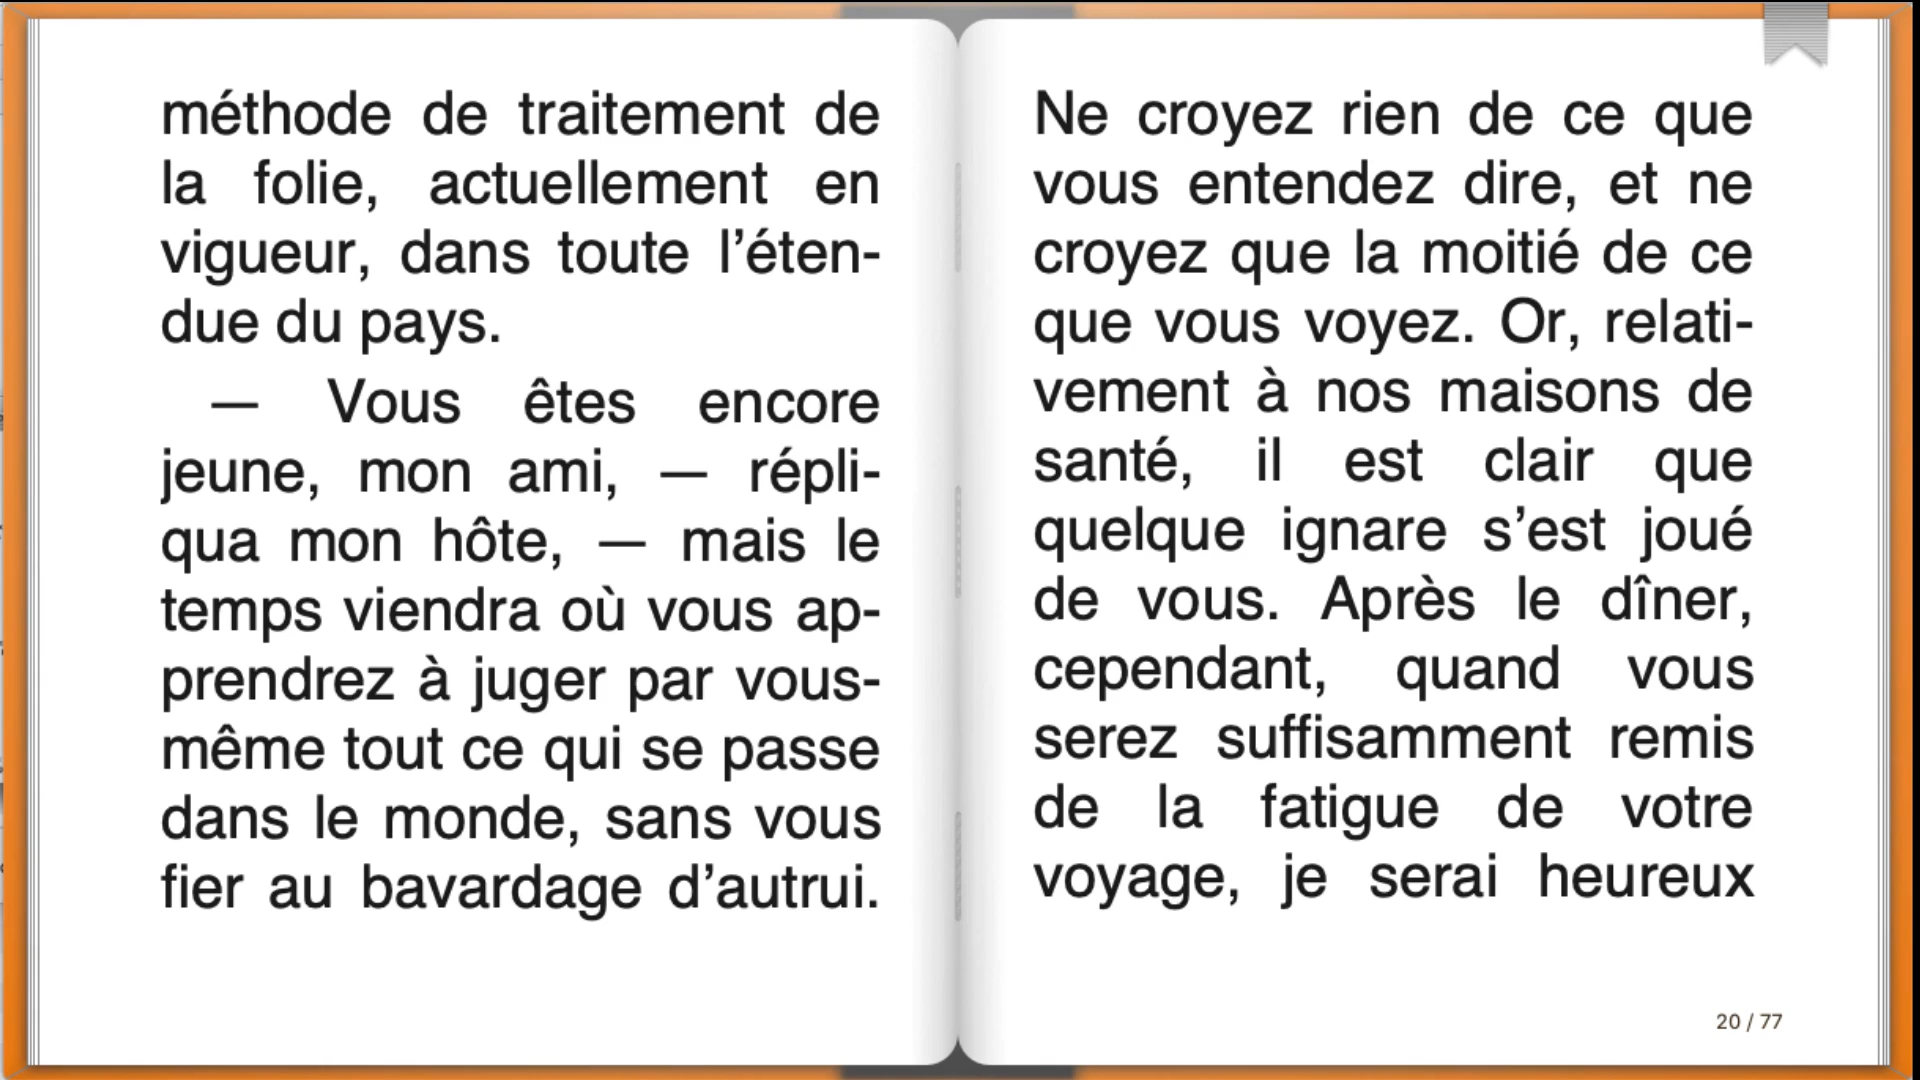 méthode de traitement de
la folie, actuellement en
vigueur, dans toute l’éten-
due du pays.
— Vous êtes encore
jeune, mon ami, — répli-
qua mon hôte, — mais le
temps viendra où vous ap-
prendrez à juger par vous-
même tout ce qui se passe
dans le monde, sans vous
fier au bavardage d’autrui.
Ne croyez rien de ce que
vous entendez dire, et ne
croyez que la moitié de ce
que vous voyez. Or, relati-
vement à nos maisons de
santé, il est clair que
quelque ignare s’est joué
de vous. Après le dîner,
cependant, quand vous
serez suffisamment remis
de la fatigue de votre
voyage, je serai heureux
20 / 77